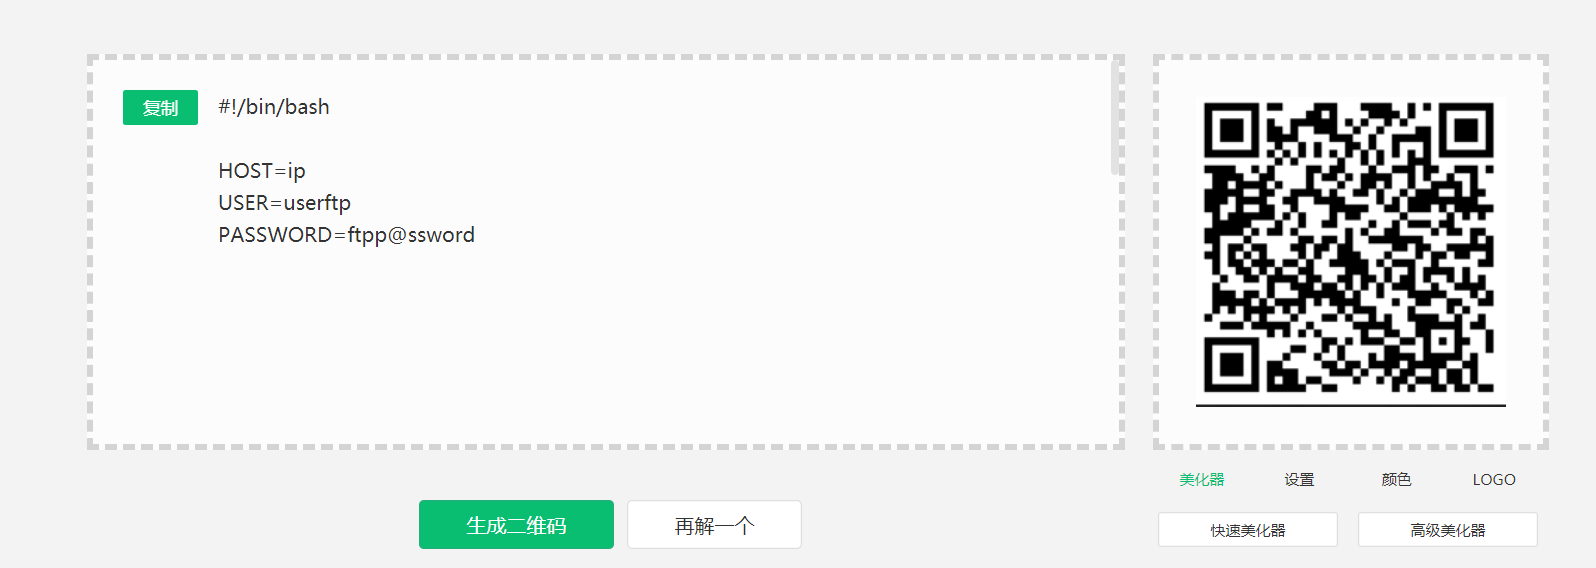 复制
#!/bin/bash
HOST=ip
USER=userftp
PASSWORD=ftpp@ssword
生成二维码
再解一个
美化器
设置
颜色
LOGO
快速美化器
高级美化器